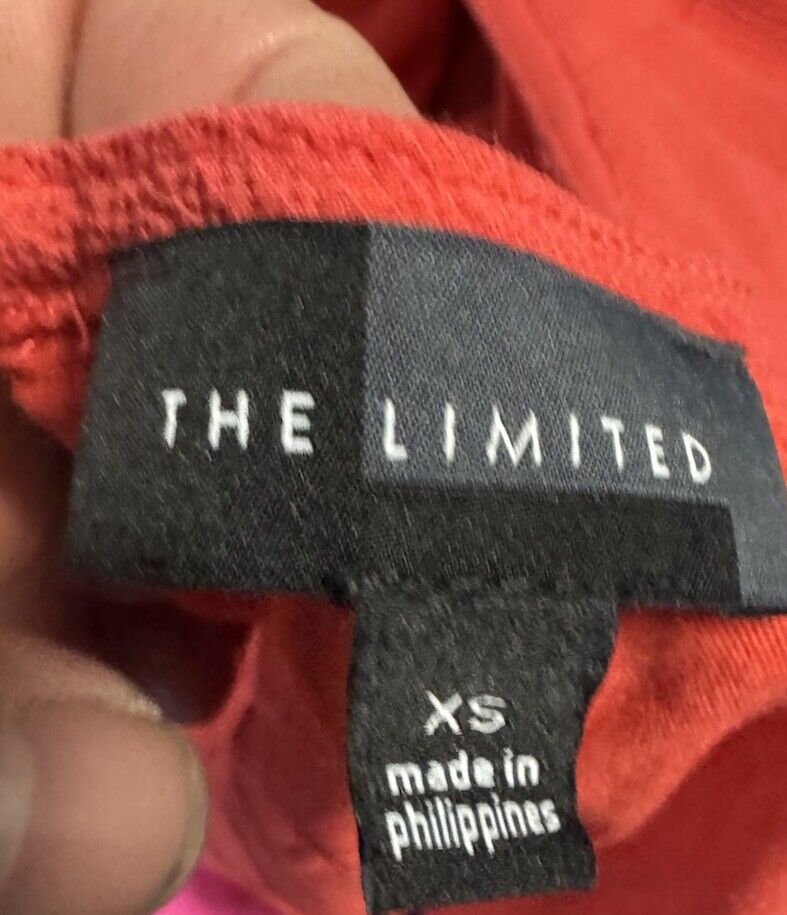 THE LIMITED
XS
made in
philippines